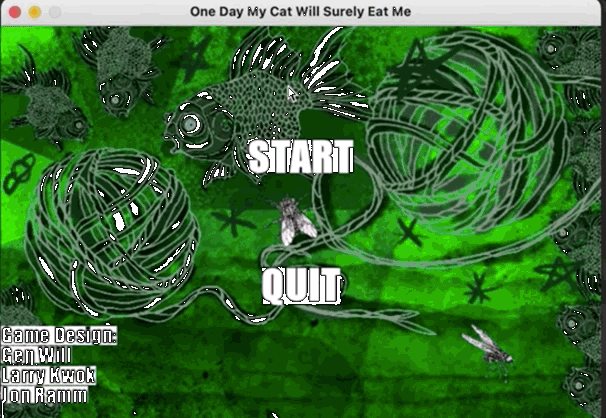 One Day My Cat Will Surely Eat Me
START
QUIT
Game Design:
Gen Will
Larry Kwok
Jon Ramm